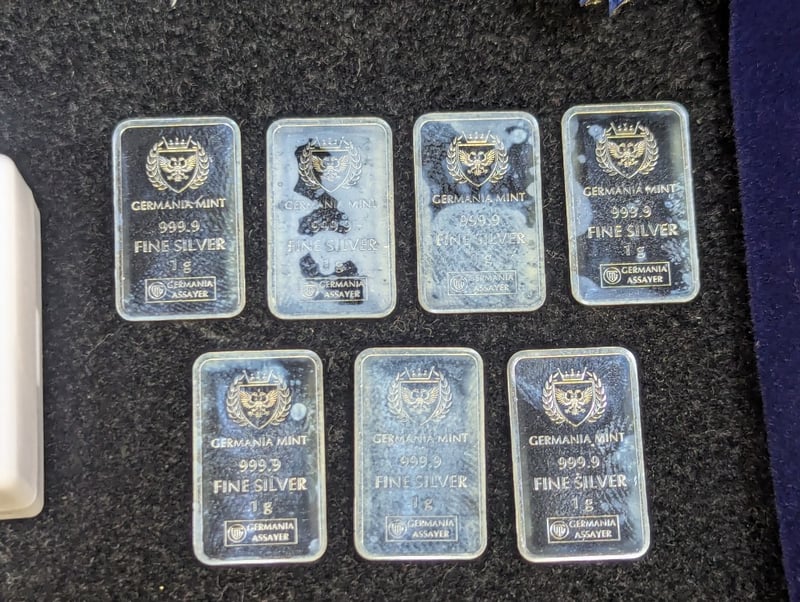 GERMANIA MINT
999.9
FINE SILVER
1 g
GERMANIA
ASSAYER
GERMANIA MINT
999.9
FINE SILVER
1 g
GERMANIA
ASSAYER
GERMANIA MINT
999.9
FINE SILVER
g
GERMANIA
ASSAYER
GERMANIA MINT
999.9
FINE SILVER
1 g
GERMANIA
ASSAYER
GERMANIA MINT
999.9
FINE SILVER
1 g
GERMANIA
ASSAYER
GERMANIA MINT
999.9
FINE SILVER
1 g
GERMANIA
ASSAYER
GERMANIA MINT
999.9
FINE SILVER
1 g
GERMANIA
ASSAYER